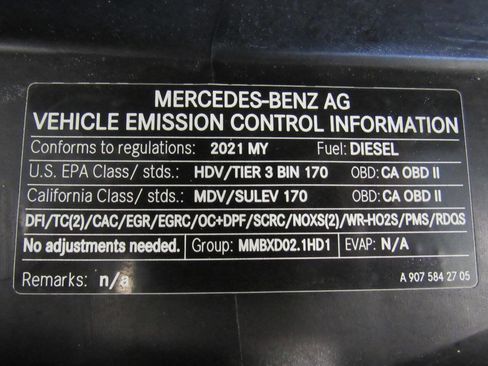 MERCEDES-BENZ AG
VEHICLE EMISSION CONTROL INFORMATION
Conforms to regulations: 2021 MY Fuel: DIESEL
U.S. EPA Class/ stds.: HDV/TIER 3 BIN 170 OBD: CA OBD II
California Class/ stds.: MDV/SULEV 170 OBD: CA OBD II
DFI/TC(2)/CAC/EGR/EGRC/OC+DPF/SCRC/NOXS(2)/WR-HO2S/PMS/RDQS
No adjustments needed. Group: MMBXD02.1HD1 EVAP: N/A
Remarks: n/a A 907 584 27 05